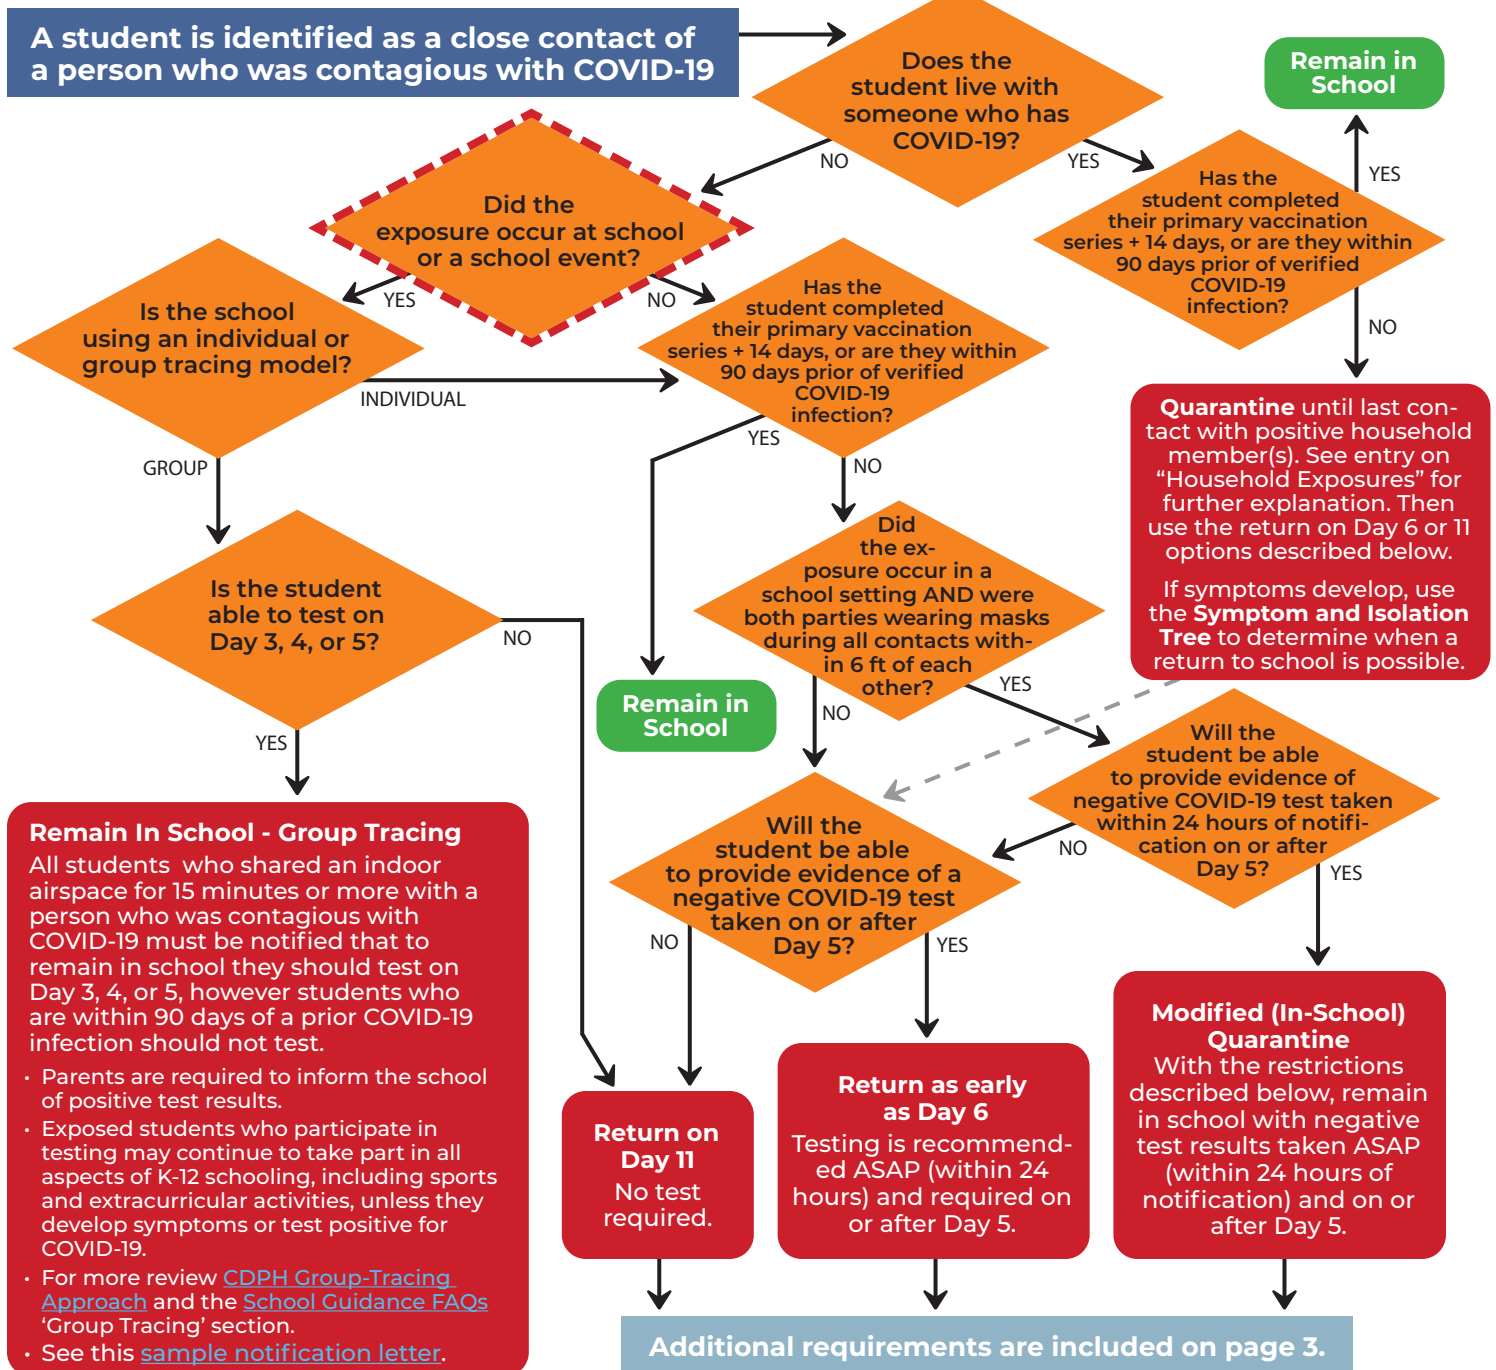 A student is identified as a close contact of
a person who was contagious with COVID-19
Does the
student live with
someone who has
COVID-19?
NO
YES
Remain in
School
YES
Has the
student completed
their primary vaccination
series + 14 days, or are they within
90 days prior of verified
COVID-19
infection?
NO
Quarantine until last con-
tact with positive household
member(s). See entry on
“Household Exposures” for
further explanation. Then
use the return on Day 6 or 11
options described below.
If symptoms develop, use
the Symptom and Isolation
Tree to determine when a
return to school is possible.
Did the
exposure occur at school
or a school event?
YES
NO
Is the school
using an individual or
group tracing model?
INDIVIDUAL
GROUP
Has the
student completed
their primary vaccination
series + 14 days, or are they within
90 days prior of verified
COVID-19
infection?
YES
NO
Remain in
School
Did
the ex-
posure occur in a
school setting AND were
both parties wearing masks
during all contacts with-
in 6 ft of each
other?
NO
YES
Is the student
able to test on
Day 3, 4, or 5?
NO
YES
Will the
student be able
to provide evidence of
negative COVID-19 test taken
within 24 hours of notifi-
cation on or after
Day 5?
NO
YES
Will the
student be able
to provide evidence of a
negative COVID-19 test
taken on or after
Day 5?
NO
YES
Remain In School - Group Tracing
All students who shared an indoor
airspace for 15 minutes or more with a
person who was contagious with
COVID-19 must be notified that to
remain in school they should test on
Day 3, 4, or 5, however students who
are within 90 days of a prior COVID-19
infection should not test.
· Parents are required to inform the school
of positive test results.
· Exposed students who participate in
testing may continue to take part in all
aspects of K-12 schooling, including sports
and extracurricular activities, unless they
develop symptoms or test positive for
COVID-19.
· For more review CDPH Group-Tracing
Approach and the School Guidance FAQs
‘Group Tracing’ section.
· See this sample notification letter.
Return on
Day 11
No test
required.
Return as early
as Day 6
Testing is recommend-
ed ASAP (within 24
hours) and required on
or after Day 5.
Modified (In-School)
Quarantine
With the restrictions
described below, remain
in school with negative
test results taken ASAP
(within 24 hours of
notification) and on or
after Day 5.
Additional requirements are included on page 3.